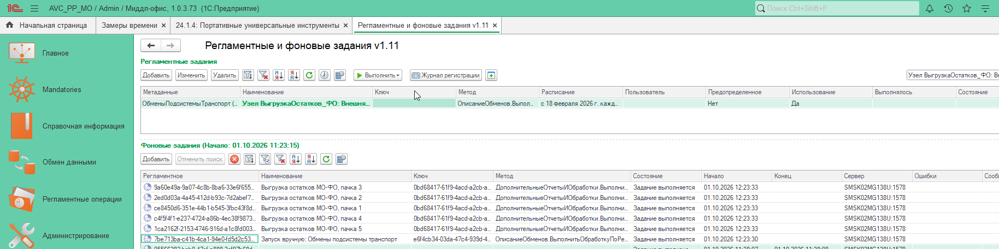 AVC_PP_MO / Admin / Миддл-офис, 1.0.3.73 (1С:Предприятие)
Поиск Ctrl+Shift+F
Начальная страница
Замеры времени
24.1.4: Портативные универсальные инструменты
Регламентные и фоновые задания v1.11
Главное
Mandatories
Справочная информация
Обмен данными
Регламентные операции
Администрирование
Регламентные и фоновые задания v1.11
Регламентные задания
Добавить Изменить Удалить Выполнить Журнал регистрации Узел ВыгрузкаОстатков_ФО:
Метаданные Наименование Ключ Метод Расписание Пользователь Предопределенное Использование Выполнялось Состояние
ОбменыПодсистемыТранспорт (... Узел ВыгрузкаОстатков_ФО: Внешня... ОписаниеОбменов.Выпол... с 18 февраля 2026 г. кажд... Нет Да
Фоновые задания (Начало: 01.10.2026 11:23:15)
Добавить Отменить поиск
Регламентное Наименование Ключ Метод Состояние Начало Конец Сервер Ошибки
9a60e49a-9a07-4c8b-8ba6-33e6f655... Выгрузка остатков МО-ФО, пачка 3 0bd68417-61f9-4acd-a2cb-a... ДополнительныеОтчетыИОбработки.Выполни... Задание выполняется 01.10.2026 12:23:33 SMSK02MG138U:1578
2ed0d03a-4a45-412d-b93c-7d2abef7... Выгрузка остатков МО-ФО, пачка 2 0bd68417-61f9-4acd-a2cb-a... ДополнительныеОтчетыИОбработки.Выполни... Задание выполняется 01.10.2026 12:23:33 SMSK02MG138U:1578
ce8450d6-351e-44b1-b545-3fbc43f8d... Выгрузка остатков МО-ФО, пачка 1 0bd68417-61f9-4acd-a2cb-a... ДополнительныеОтчетыИОбработки.Выполни... Задание выполняется 01.10.2026 12:23:33 SMSK02MG138U:1578
c4f5f4f1-e237-4724-a86b-4ec38f9873... Выгрузка остатков МО-ФО, пачка 4 0bd68417-61f9-4acd-a2cb-a... ДополнительныеОтчетыИОбработки.Выполни... Задание выполняется 01.10.2026 12:23:33 SMSK02MG138U:1578
1ca2162f-2153-4746-916d-a1c8fd003... Выгрузка остатков МО-ФО, пачка 5 0bd68417-61f9-4acd-a2cb-a... ДополнительныеОтчетыИОбработки.Выполни... Задание выполняется 01.10.2026 12:23:33 SMSK02MG138U:1578
7be713ba-c41b-4ca1-94e0-fd5d2c53... Запуск вручную: Обмены подсистемы транспорт e6f4cb34-03da-47c4-939d-4... ОписаниеОбменов.ВыполнитьОбработкуПоРе... Задание выполняется 01.10.2026 12:23:30 SMSK02MG138U:1578